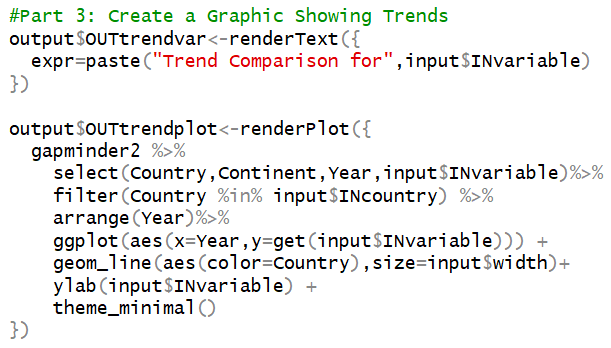 #Part 3: Create a Graphic Showing Trends
output$OUTtrendvar<-renderText({
  expr=paste("Trend Comparison for",input$INvariable)
})

output$OUTtrendplot<-renderPlot({
  gapminder2 %>%
    select(Country,Continent,Year,input$INvariable)%>%
    filter(Country %in% input$INcountry) %>%
    arrange(Year)%>%
    ggplot(aes(x=Year,y=get(input$INvariable))) +
    geom_line(aes(color=Country),size=input$width)+
    ylab(input$INvariable) +
    theme_minimal()
})